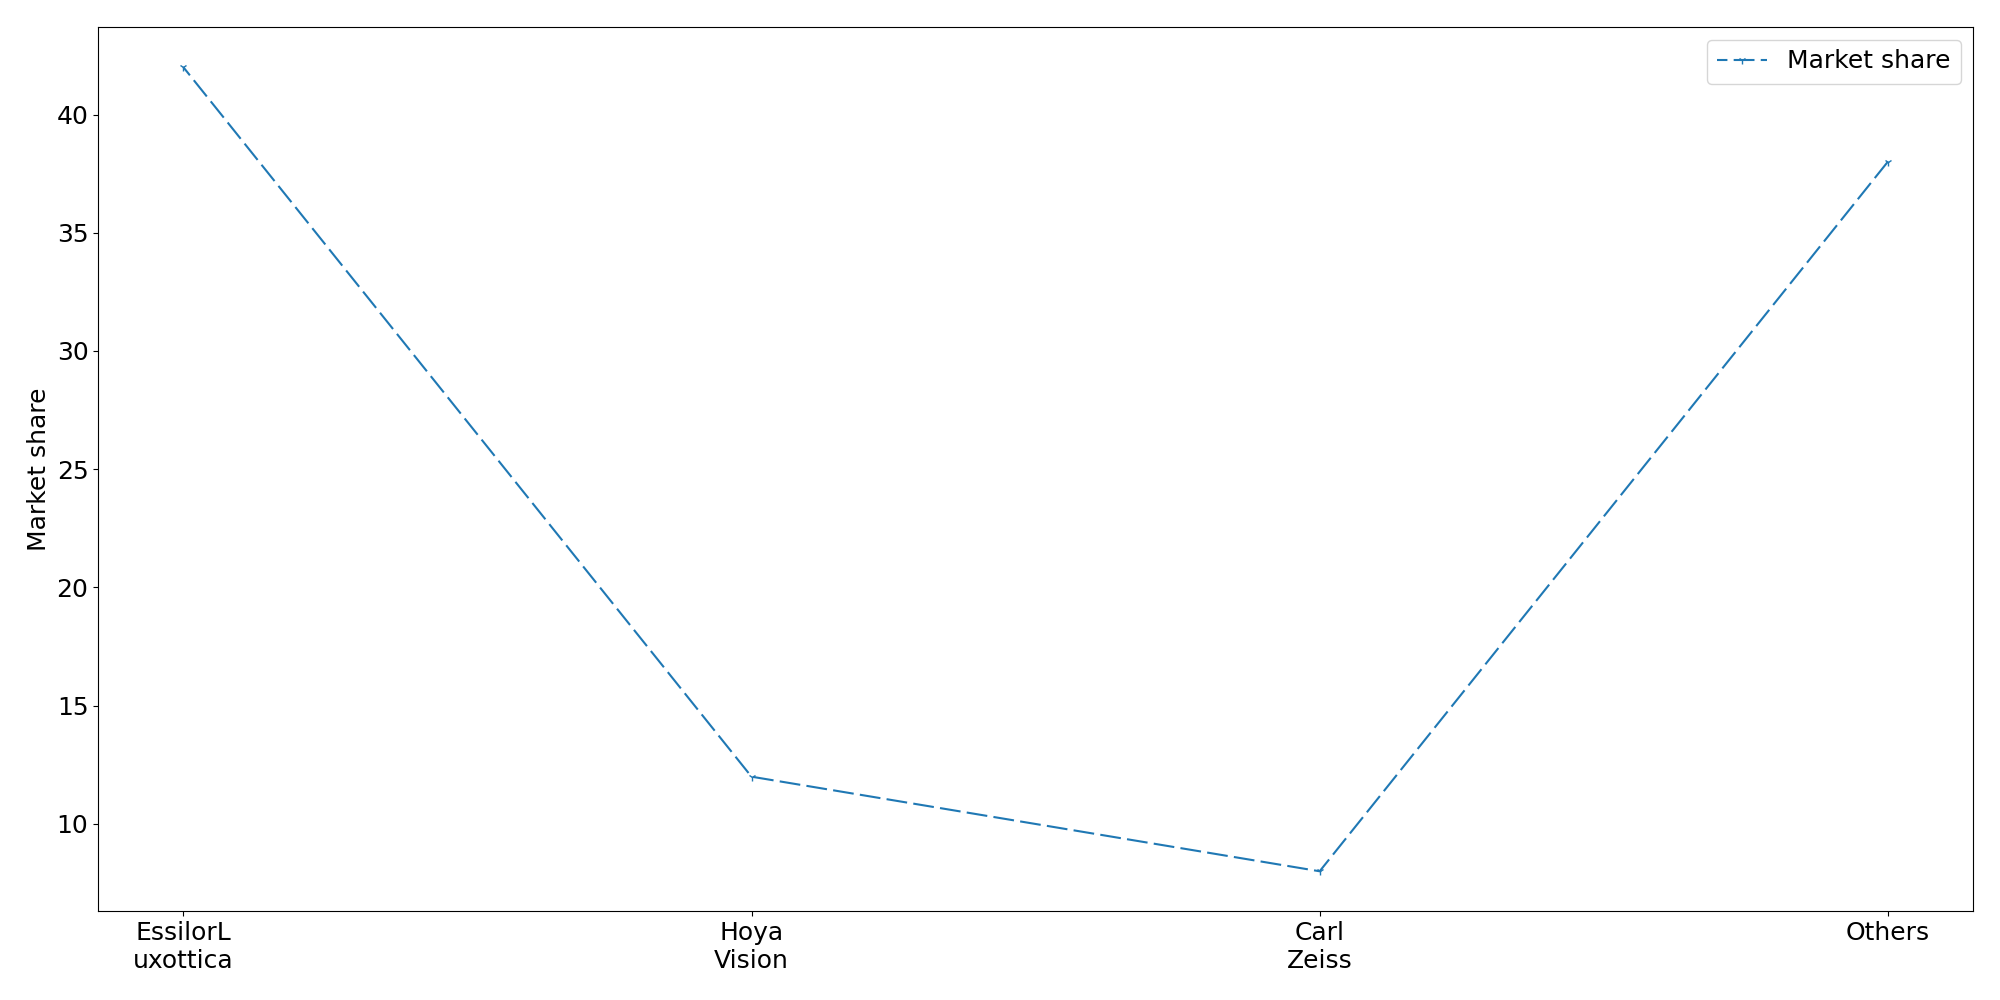 Market share
40
35
30
25
20
15
10
Market share
EssilorL
uxottica
Hoya
Vision
Carl
Zeiss
Others